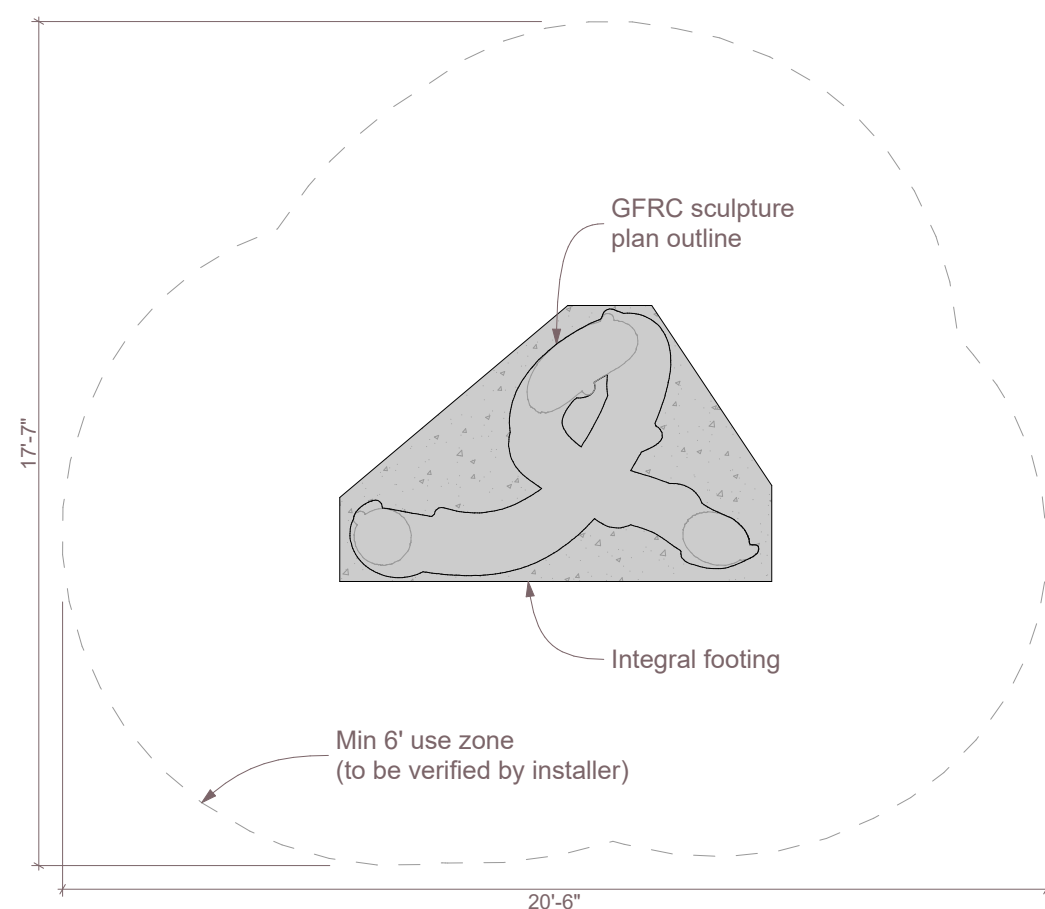 GFRC sculpture
plan outline
17'-7"
Integral footing
Min 6' use zone
(to be verified by installer)
20'-6"